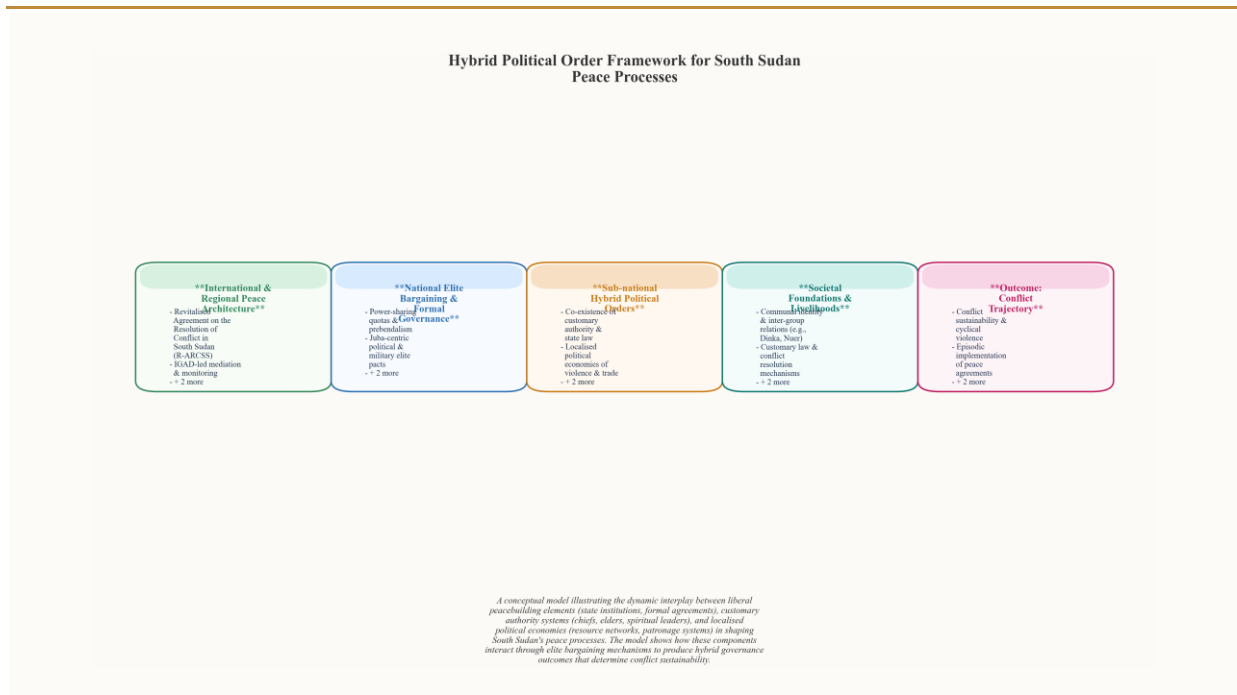 Hybrid Political Order Framework for South Sudan
Peace Processes
**International &
Regional Peace
Architecture**
- Revitalised
Agreement on the
Resolution of
Conflict in
South Sudan
(R-ARCSS)
- IGAD-led mediation
& monitoring
- + 2 more
**National Elite
Bargaining &
Formal
Governance**
- Power-sharing
quotas &
prebendalism
- Juba-centric
political &
military elite
pacts
- + 2 more
**Sub-national
Hybrid Political
Orders**
- Co-existence of
customary
authority &
state law
- Localised
political
economies of
violence & trade
- + 2 more
**Societal
Foundations &
Livelihoods**
- Communal identity
& inter-group
relations (e.g.,
Dinka, Nuer)
- Customary law &
conflict
resolution
mechanisms
- + 2 more
**Outcome:
Conflict
Trajectory**
- Conflict
sustainability &
cyclical
violence
- Episodic
implementation
of peace
agreements
- + 2 more
A conceptual model illustrating the dynamic interplay between liberal
peacebuilding elements (state institutions, formal agreements), customary
authority systems (chiefs, elders, spiritual leaders), and localised
political economies (resource networks, patronage systems) in shaping
South Sudan's peace processes. The model shows how these components
interact through elite bargaining mechanisms to produce hybrid governance
outcomes that determine conflict sustainability.